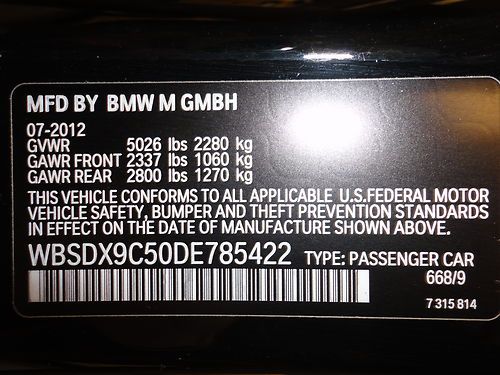 MFD BY BMW M GMBH
07-2012
GVWR 5026 lbs 2280 kg
GAWR FRONT 2337 lbs 1060 kg
GAWR REAR 2800 lbs 1270 kg
THIS VEHICLE CONFORMS TO ALL APPLICABLE U.S.FEDERAL MOTOR
VEHICLE SAFETY, BUMPER AND THEFT PREVENTION STANDARDS
IN EFFECT ON THE DATE OF MANUFACTURE SHOWN ABOVE.
WBSDX9C50DE785422 TYPE: PASSENGER CAR
668/9
7 315 814